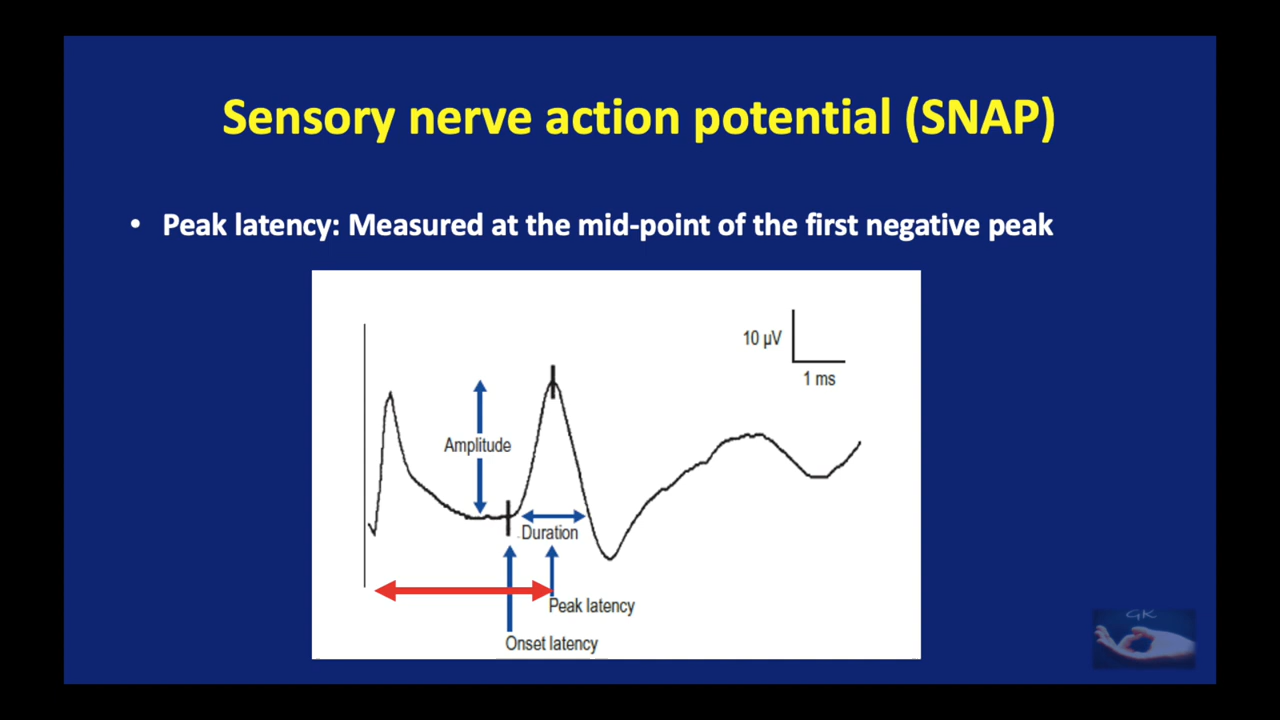 Sensory nerve action potential (SNAP)
• Peak latency: Measured at the mid-point of the first negative peak
10 µV
1 ms
Amplitude
Duration
Peak latency
Onset latency
GK